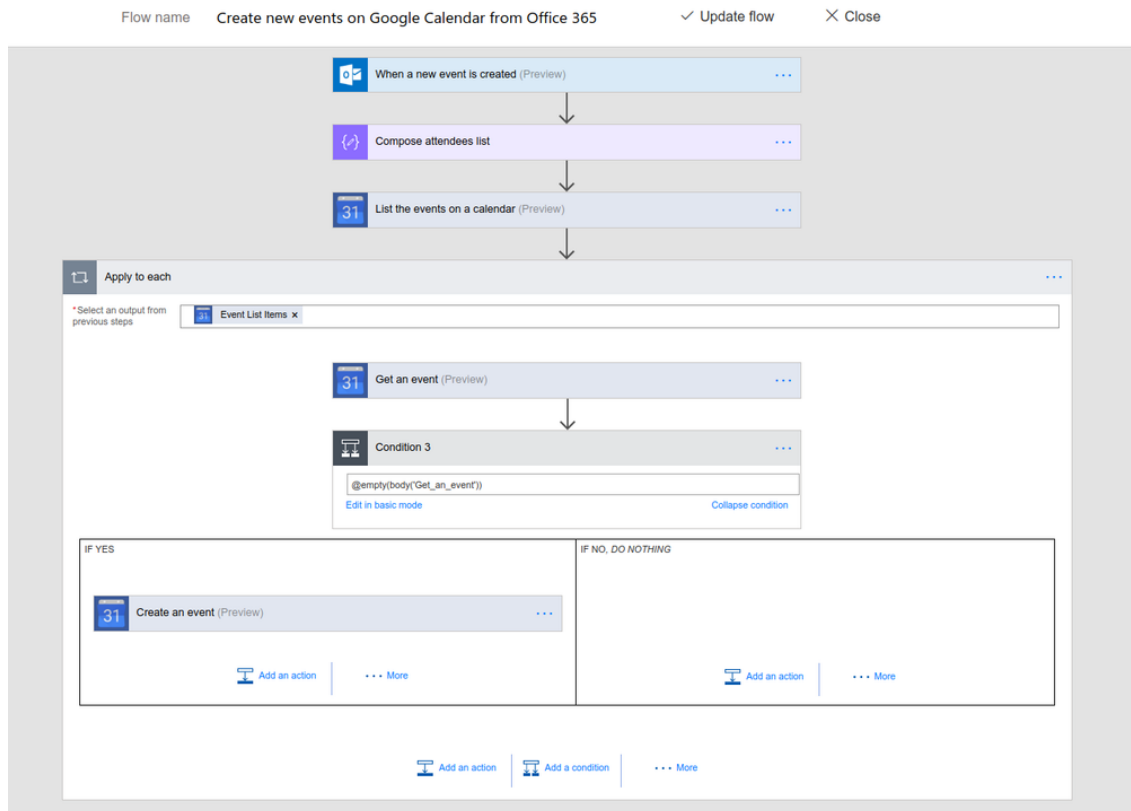 Flow name Create new events on Google Calendar from Office 365 Update flow Close
When a new event is created (Preview)
Compose attendees list
31 List the events on a calendar (Preview)
Apply to each
*Select an output from
previous steps
31 Event List Items x
31 Get an event (Preview)
Condition 3
@empty(body('Get_an_event'))
Edit in basic mode Collapse condition
IF YES
31 Create an event (Preview)
Add an action ... More
IF NO, DO NOTHING
Add an action ... More
Add an action Add a condition ... More